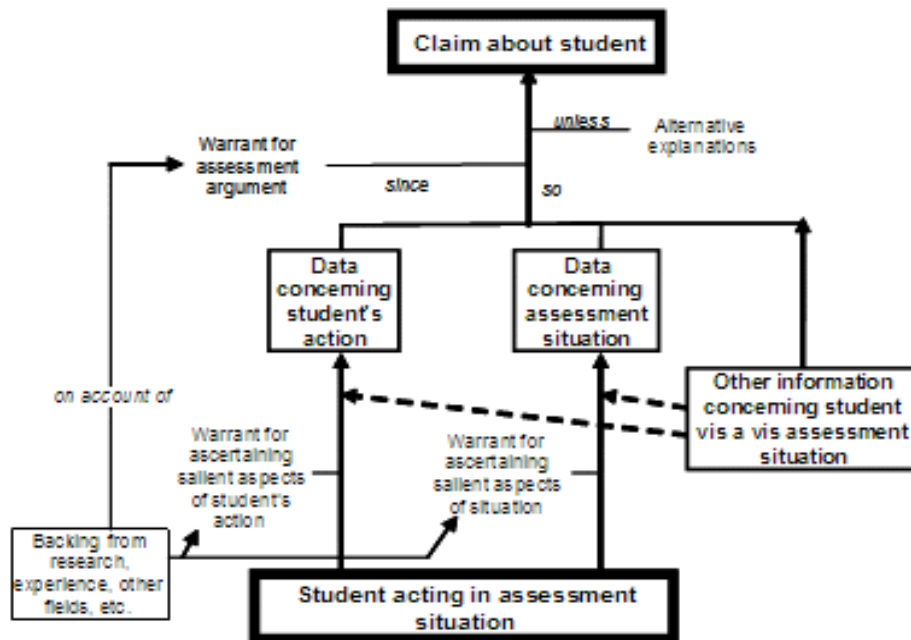 Claim about student
unless
Alternative
explanations
Warrant for
assessment
argument
since
so
Data
concerning
student's
action
Data
concerning
assessment
situation
on account of
Other information
concerning student
vis a vis assessment
situation
Warrant for
ascertaining
salient aspects
of student's
action
Warrant for
ascertaining
salient aspects
of situation
Backing from
research,
experience, other
fields, etc.
Student acting in assessment
situation